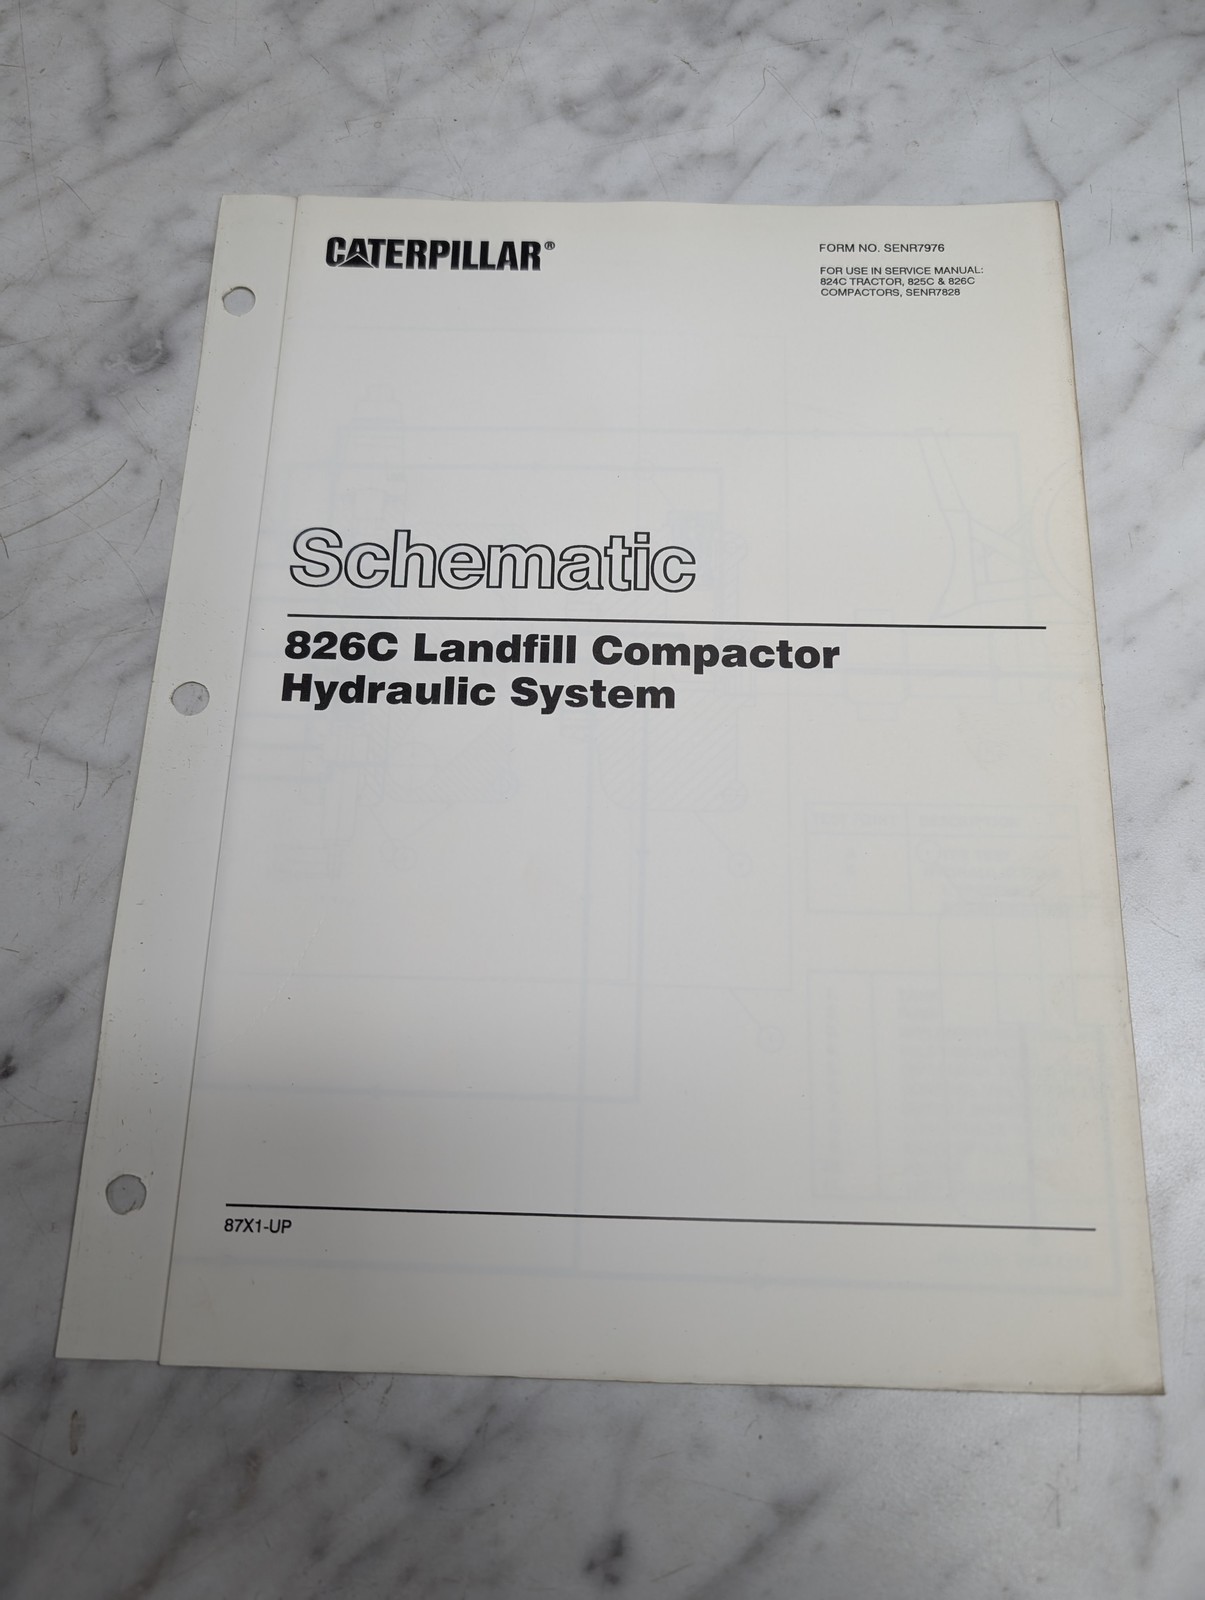 CATERPILLAR®
FORM NO. SENR7976
FOR USE IN SERVICE MANUAL:
824C TRACTOR, 825C & 826C
COMPACTORS, SENR7828
Schematic
826C Landfill Compactor
Hydraulic System
87X1-UP